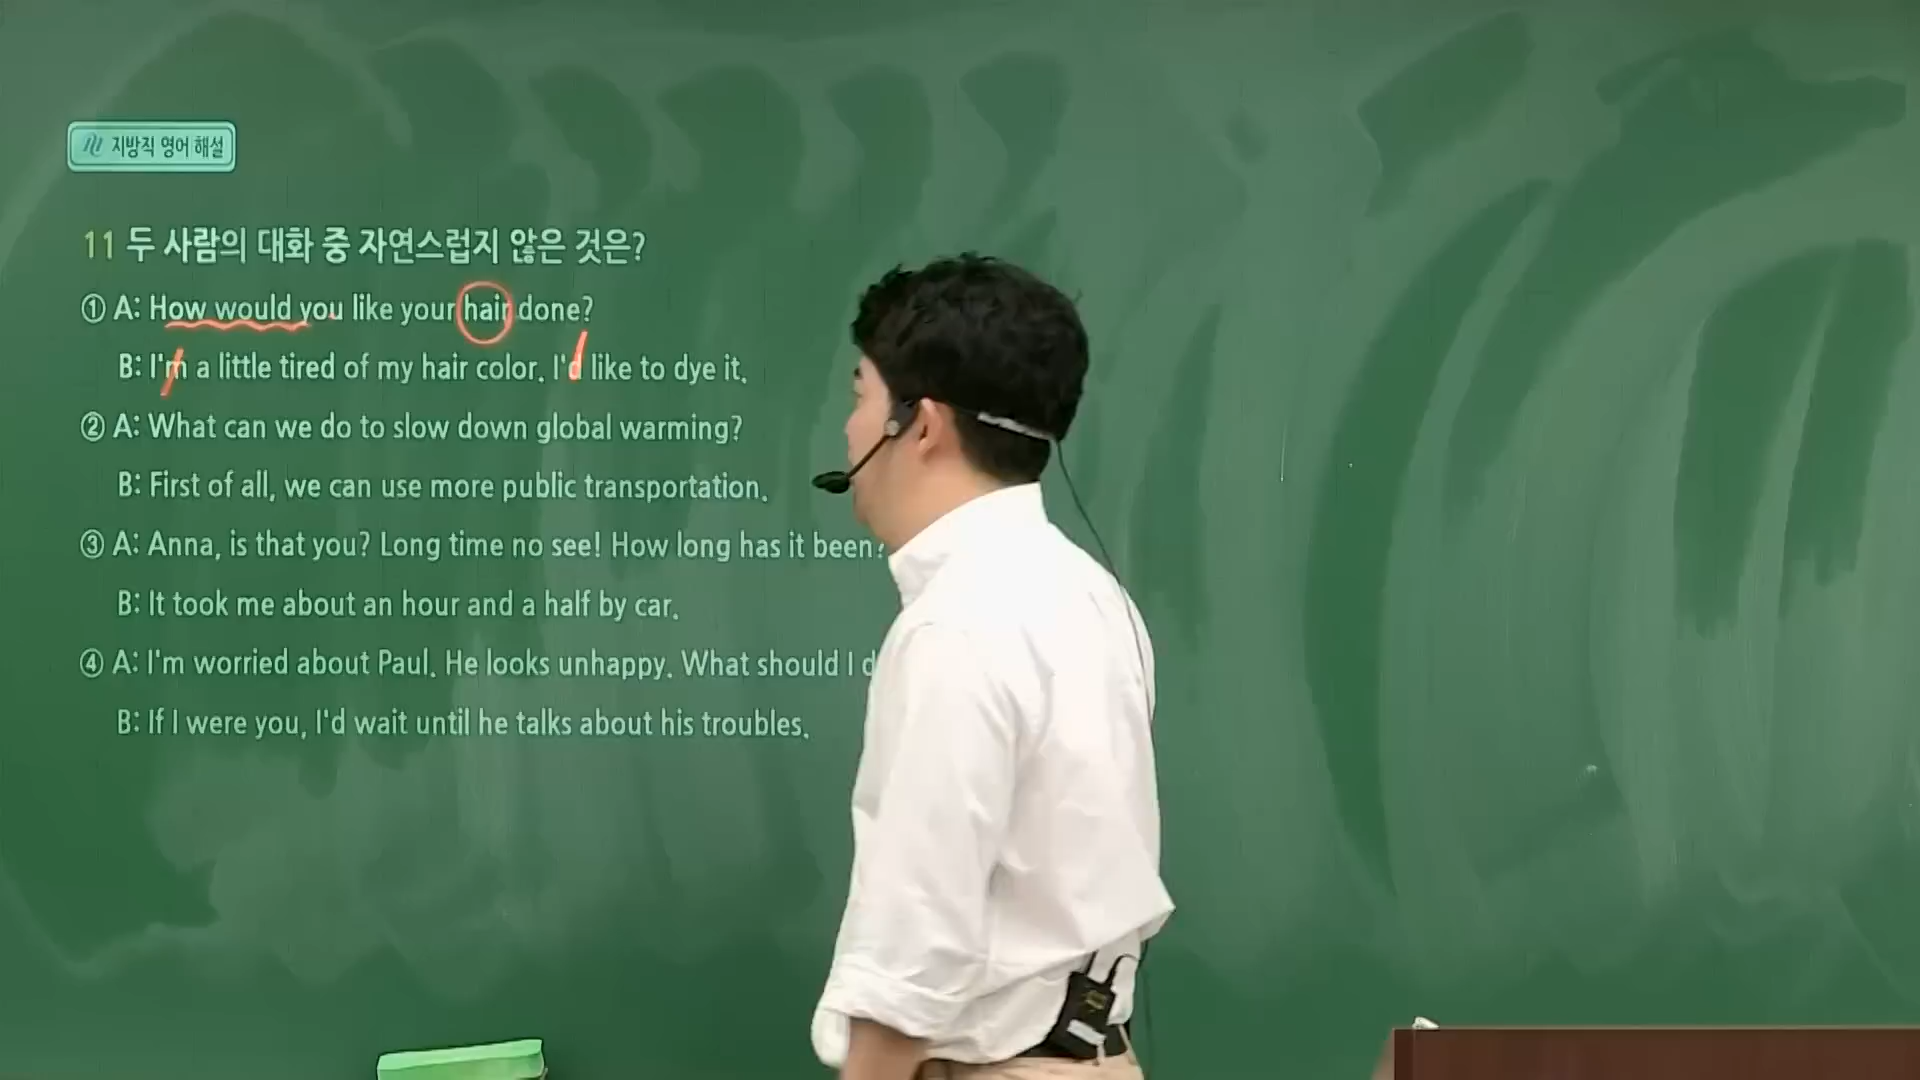 지방직 영어 해설
11 두 사람의 대화 중 자연스럽지 않은 것은?
① A: How would you like your hair done?
B: I'm a little tired of my hair color. I'd like to dye it.
② A: What can we do to slow down global warming?
B: First of all, we can use more public transportation.
③ A: Anna, is that you? Long time no see! How long has it been?
B: It took me about an hour and a half by car.
④ A: I'm worried about Paul. He looks unhappy. What should I
B: If I were you, I'd wait until he talks about his troubles.